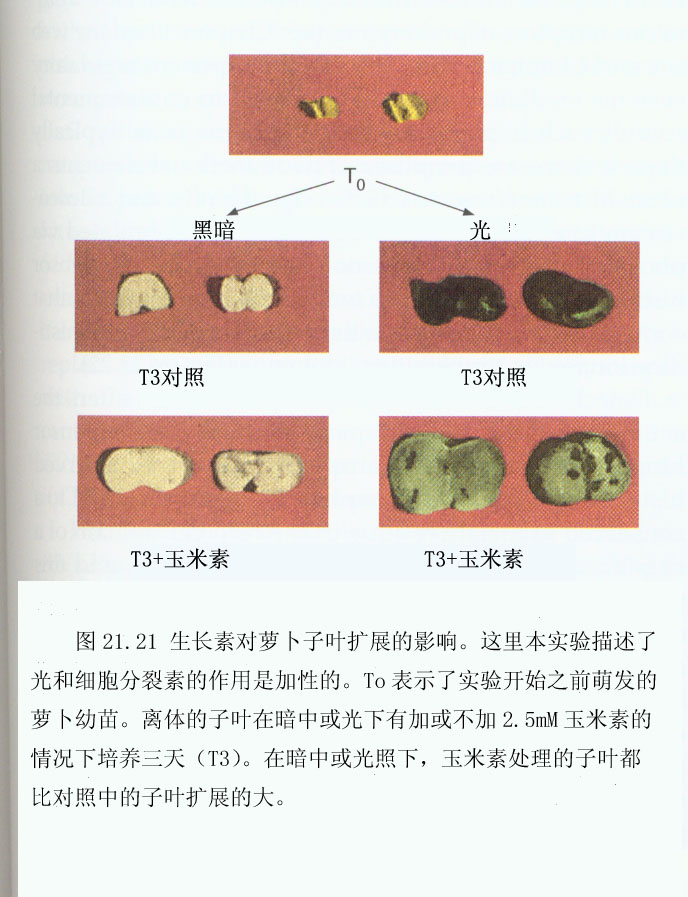 T0
黑暗 光
T3对照 T3对照
T3+玉米素 T3+玉米素
图 21.21 生长素对萝卜子叶扩展的影响。这里本实验描述了
光和细胞分裂素的作用是加性的。To 表示了实验开始之前萌发的
萝卜幼苗。离体的子叶在暗中或光下有加或不加 2.5mM 玉米素的
情况下培养三天（T3）。在暗中或光照下，玉米素处理的子叶都
比对照中的子叶扩展的大。